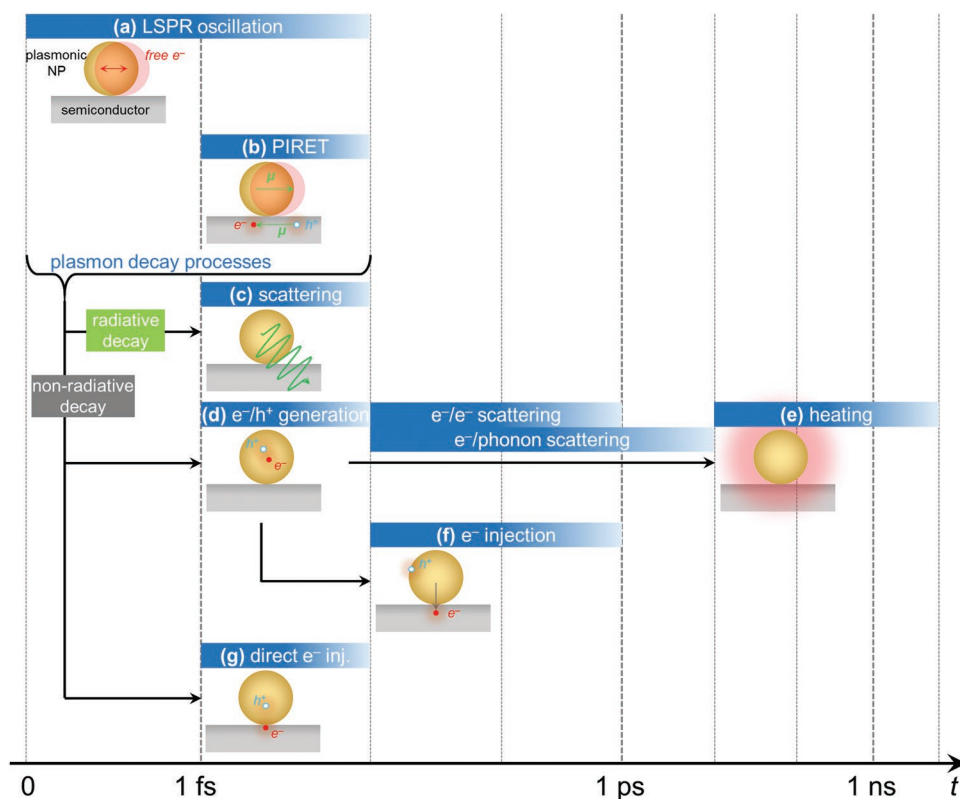 (a) LSPR oscillation
plasmonic
NP
free e⁻
semiconductor
(b) PIRET
μ
e⁻
μ
h⁺
plasmon decay processes
(c) scattering
radiative
decay
non-radiative
decay
(d) e⁻/h⁺ generation
e⁻/e⁻ scattering
e⁻/phonon scattering
(e) heating
h⁺
e⁻
(f) e⁻ injection
h⁺
e⁻
(g) direct e⁻ inj.
h⁺
e⁻
0
1 fs
1 ps
1 ns
t